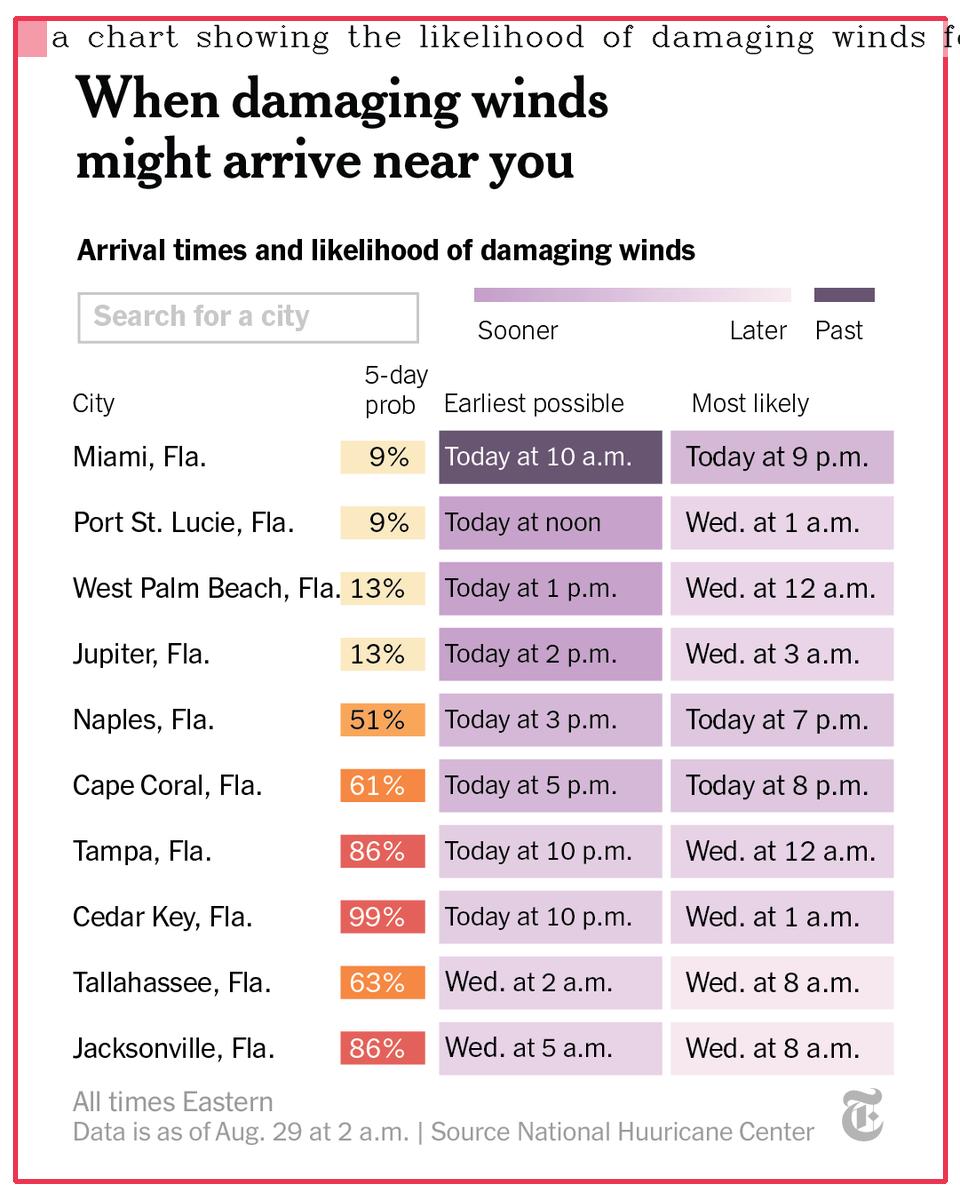 a chart showing the likelihood of damaging winds
When damaging winds
might arrive near you
Arrival times and likelihood of damaging winds
Search for a city
Sooner Later Past
City 5-day prob Earliest possible Most likely
Miami, Fla. 9% Today at 10 a.m. Today at 9 p.m.
Port St. Lucie, Fla. 9% Today at noon Wed. at 1 a.m.
West Palm Beach, Fla. 13% Today at 1 p.m. Wed. at 12 a.m.
Jupiter, Fla. 13% Today at 2 p.m. Wed. at 3 a.m.
Naples, Fla. 51% Today at 3 p.m. Today at 7 p.m.
Cape Coral, Fla. 61% Today at 5 p.m. Today at 8 p.m.
Tampa, Fla. 86% Today at 10 p.m. Wed. at 12 a.m.
Cedar Key, Fla. 99% Today at 10 p.m. Wed. at 1 a.m.
Tallahassee, Fla. 63% Wed. at 2 a.m. Wed. at 8 a.m.
Jacksonville, Fla. 86% Wed. at 5 a.m. Wed. at 8 a.m.
All times Eastern
Data is as of Aug. 29 at 2 a.m. | Source National Huuricane Center